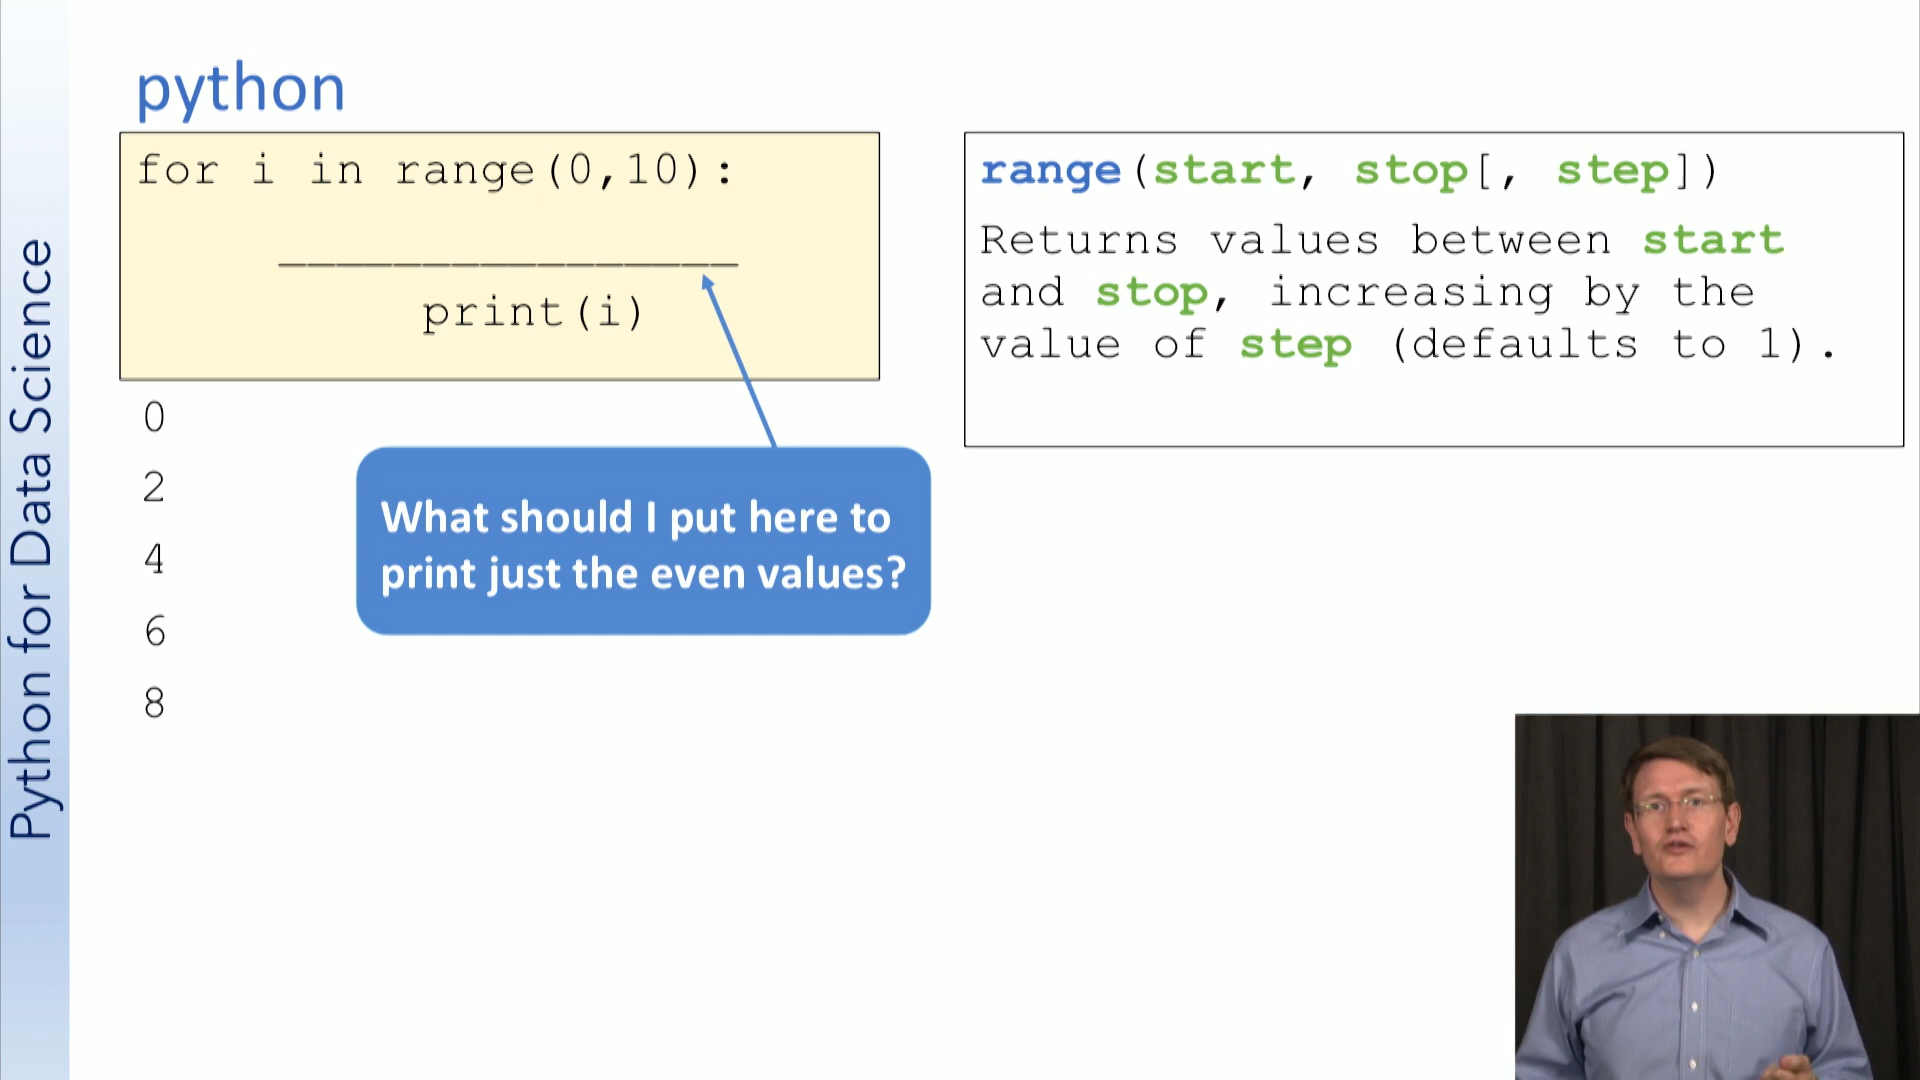 Python for Data Science
python
for i in range(0,10):
________________
print(i)
0
2
4
6
8
What should I put here to
print just the even values?
range(start, stop[, step])
Returns values between start
and stop, increasing by the
value of step (defaults to 1).